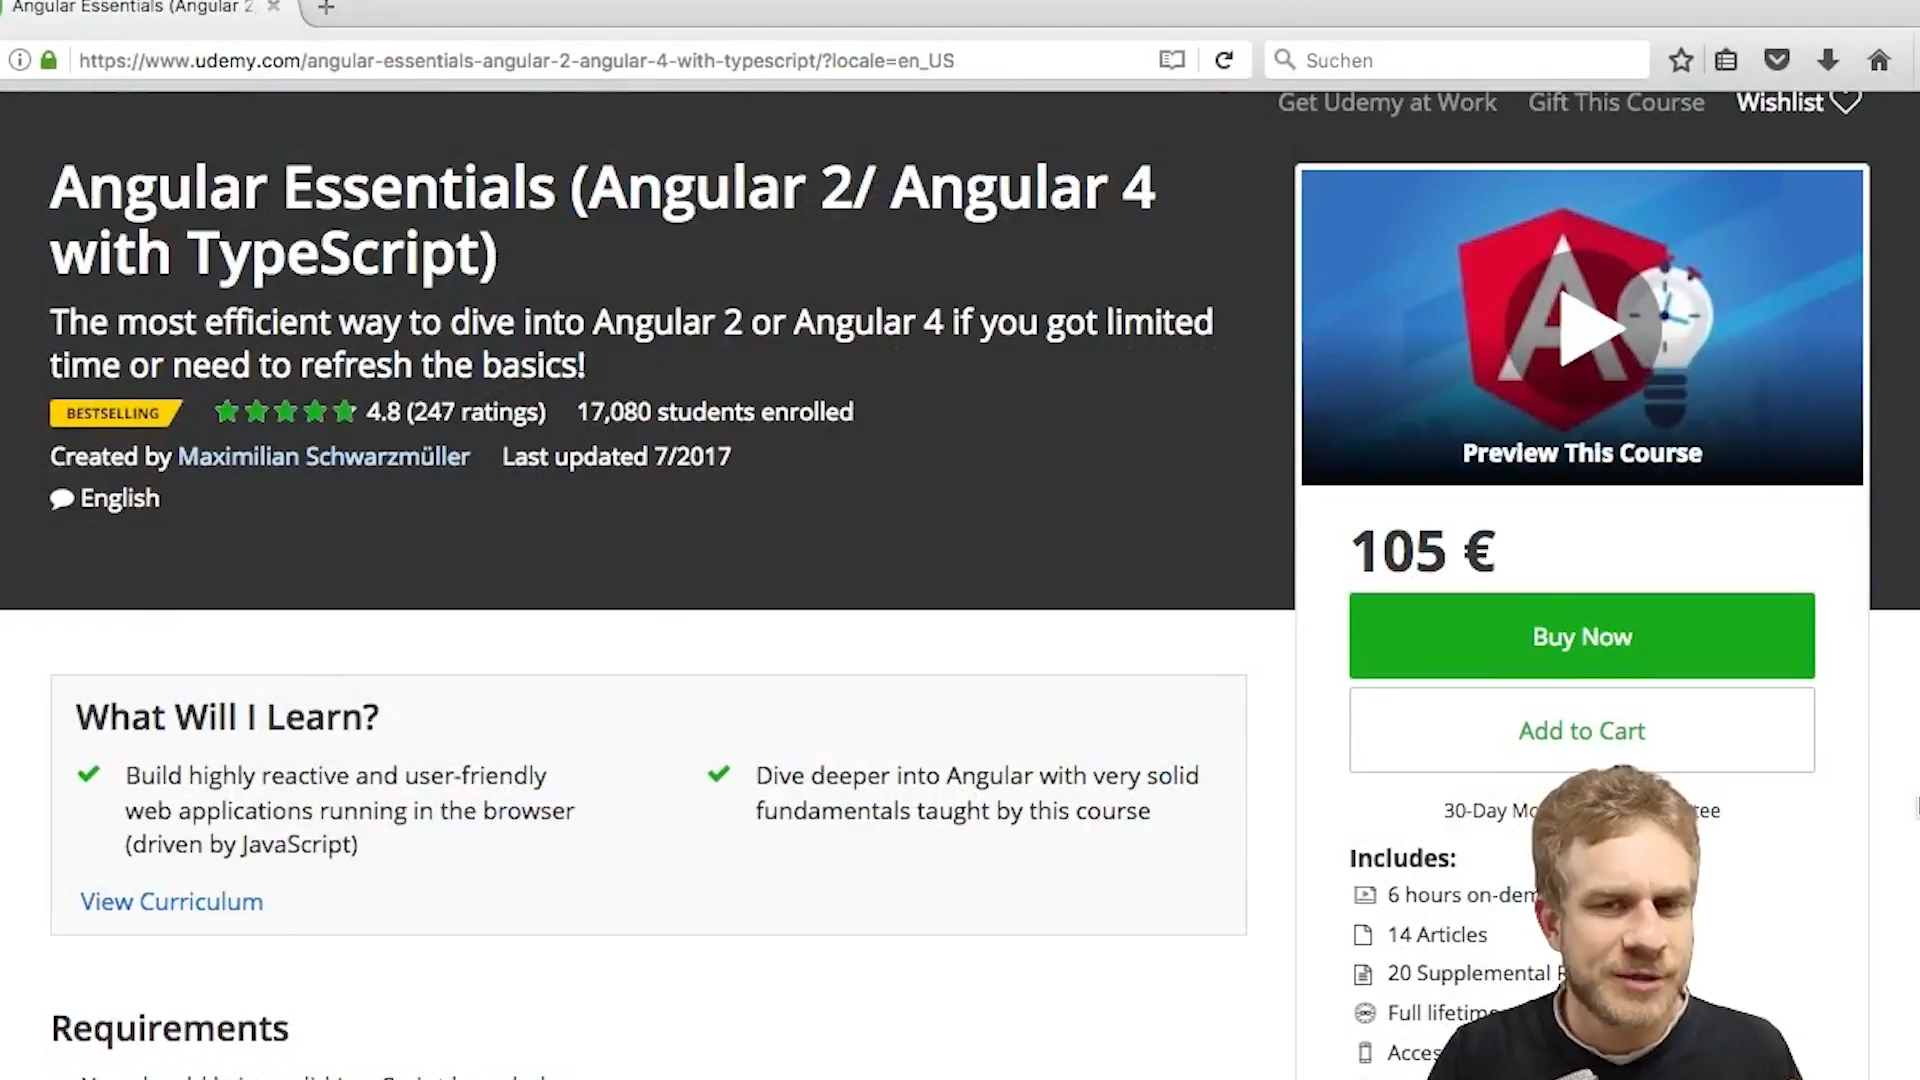 Angular Essentials (Angular 2
https://www.udemy.com/angular-essentials-angular-2-angular-4-with-typescript/?locale=en_US
Suchen
Get Udemy at Work
Gift This Course
Wishlist
Angular Essentials (Angular 2/ Angular 4
with TypeScript)
The most efficient way to dive into Angular 2 or Angular 4 if you got limited
time or need to refresh the basics!
BESTSELLING
4.8 (247 ratings)
17,080 students enrolled
Created by Maximilian Schwarzmüller
Last updated 7/2017
English
Preview This Course
105 €
Buy Now
Add to Cart
30-Day
Includes:
6 hours
14 Articles
20 Supplemental
Full
What Will I Learn?
Build highly reactive and user-friendly
web applications running in the browser
(driven by JavaScript)
Dive deeper into Angular with very solid
fundamentals taught by this course
View Curriculum
Requirements